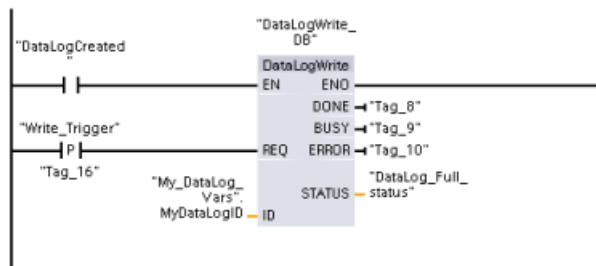 "DataLogWrite_
DB"
"DataLogCreated
"
DataLogWrite
EN ENO
DONE "Tag_8"
BUSY "Tag_9"
"Write_Trigger"
P
REQ ERROR "Tag_10"
"Tag_16"
"My_DataLog_
Vars".
MyDataLogID ID
STATUS "DataLog_Full_
status"